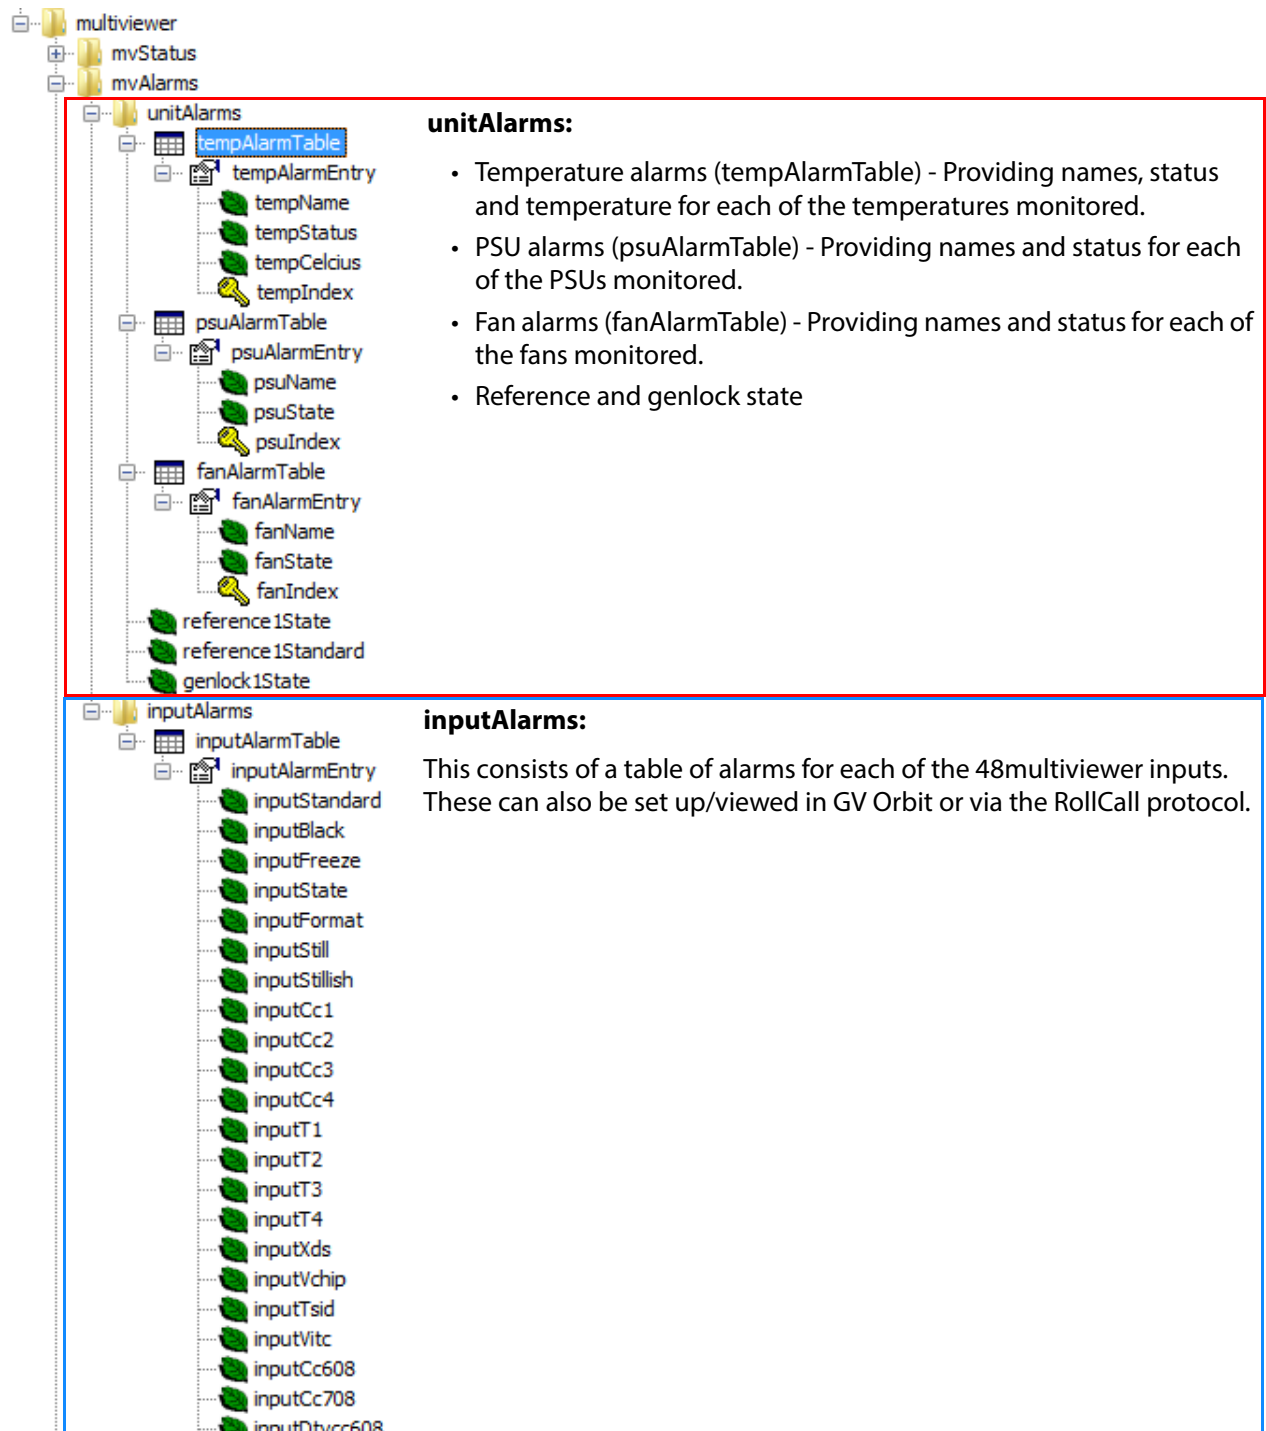 multiviewer
mvStatus
mvAlarms
unitAlarms
tempAlarmTable
tempAlarmEntry
tempName
tempStatus
tempCelcius
tempIndex
psuAlarmTable
psuAlarmEntry
psuName
psuState
psuIndex
fanAlarmTable
fanAlarmEntry
fanName
fanState
fanIndex
reference1State
reference1Standard
genlock1State
unitAlarms:
• Temperature alarms (tempAlarmTable) - Providing names, status
and temperature for each of the temperatures monitored.
• PSU alarms (psuAlarmTable) - Providing names and status for each
of the PSUs monitored.
• Fan alarms (fanAlarmTable) - Providing names and status for each of
the fans monitored.
• Reference and genlock state
inputAlarms
inputAlarmTable
inputAlarmEntry
inputStandard
inputBlack
inputFreeze
inputState
inputFormat
inputStill
inputStillish
inputCc1
inputCc2
inputCc3
inputCc4
inputT1
inputT2
inputT3
inputT4
inputXds
inputVchip
inputTsid
inputVitc
inputCc608
inputCc708
inputDtvcc608
inputAlarms:
This consists of a table of alarms for each of the 48multiviewer inputs.
These can also be set up/viewed in GV Orbit or via the RollCall protocol.